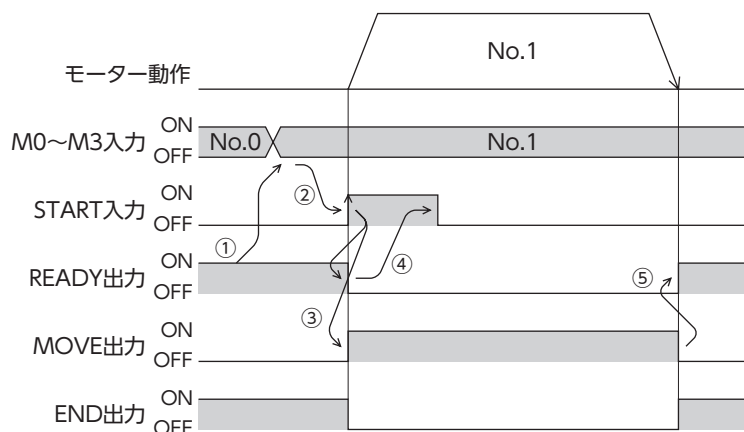 No.1
モーター動作
M0～M3入力 ON OFF No.0 No.1
②
START入力 ON OFF
① ④
READY出力 ON OFF
⑤
③
MOVE出力 ON OFF
END出力 ON OFF